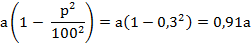 a(1 − p²/100²) = a(1 − 0,3²) = 0,91a